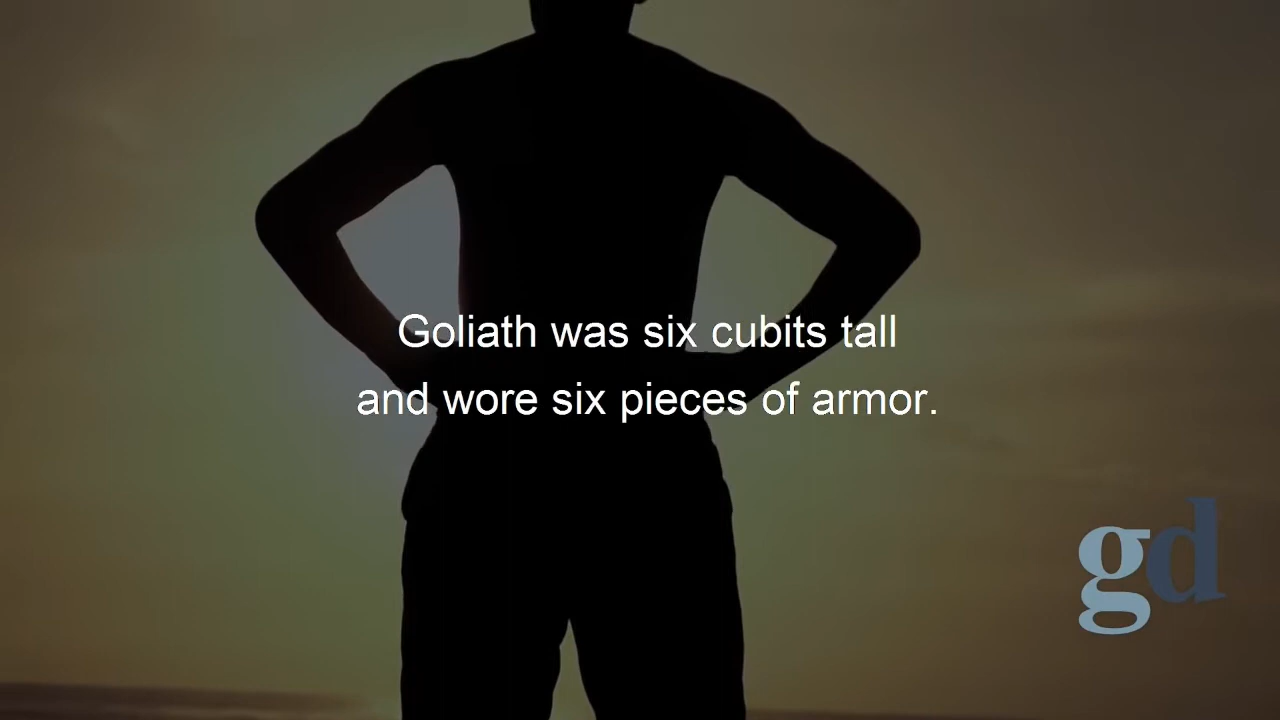 Goliath was six cubits tall
and wore six pieces of armor.
gd